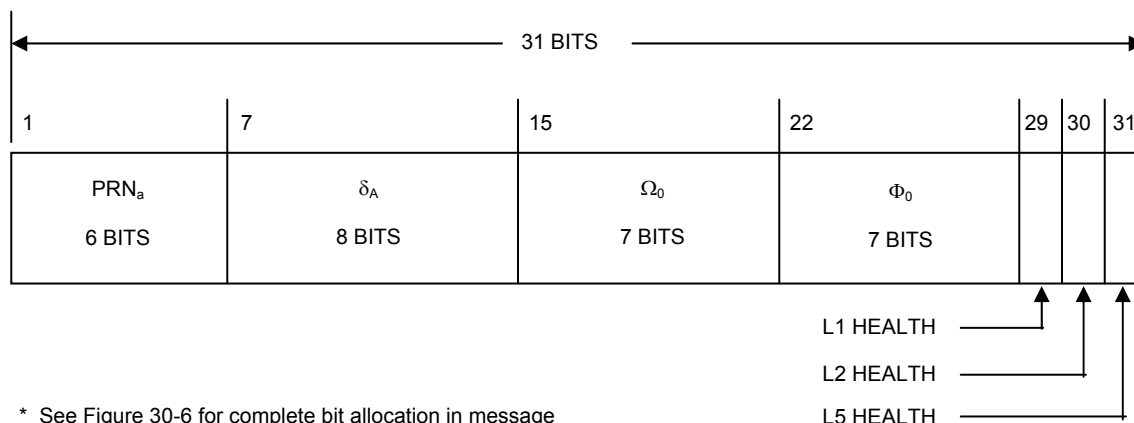 31 BITS
1 7 15 22 29 30 31
PRNa δA Ω0 Φ0
6 BITS 8 BITS 7 BITS 7 BITS
L1 HEALTH
L2 HEALTH
* See Figure 30-6 for complete bit allocation in message
L5 HEALTH